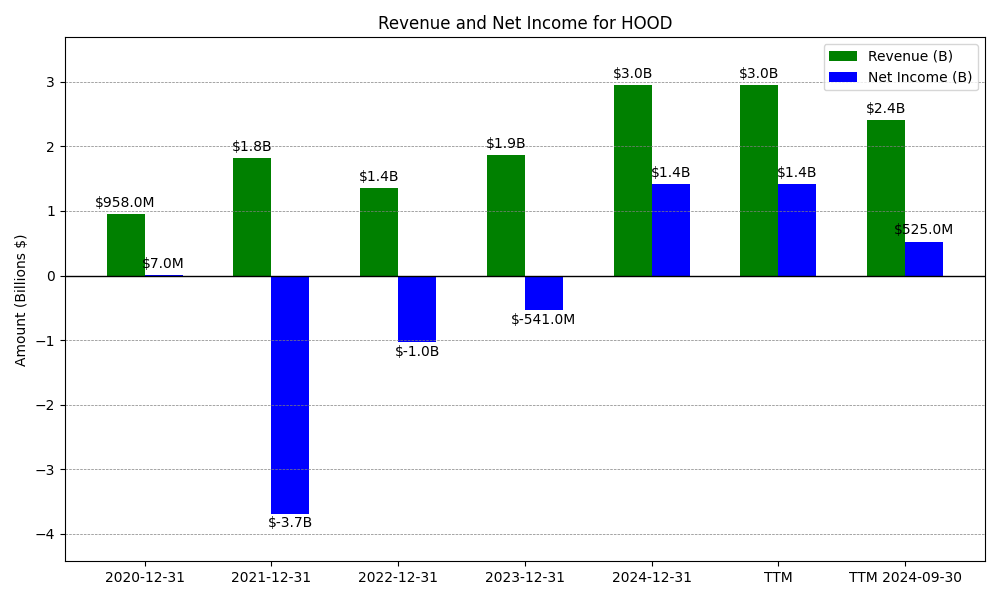 Revenue and Net Income for HOOD
Revenue (B)
Net Income (B)
Amount (Billions $)
3
2
1
0
−1
−2
−3
−4
$958.0M
$7.0M
$1.8B
$-3.7B
$1.4B
$-1.0B
$1.9B
$-541.0M
$3.0B
$1.4B
$3.0B
$1.4B
$2.4B
$525.0M
2020-12-31
2021-12-31
2022-12-31
2023-12-31
2024-12-31
TTM
TTM 2024-09-30